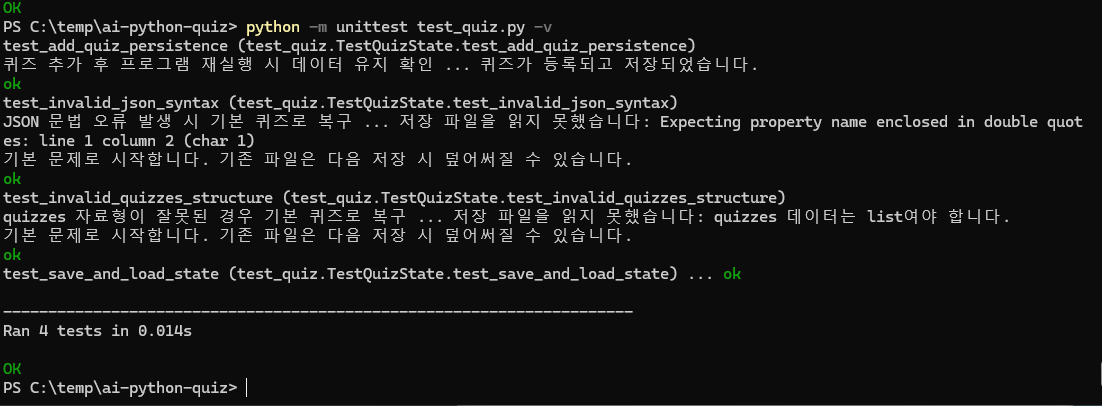 OK
PS C:\temp\ai-python-quiz> python -m unittest test_quiz.py -v
test_add_quiz_persistence (test_quiz.TestQuizState.test_add_quiz_persistence)
퀴즈 추가 후 프로그램 재실행 시 데이터 유지 확인 ... 퀴즈가 등록되고 저장되었습니다.
ok
test_invalid_json_syntax (test_quiz.TestQuizState.test_invalid_json_syntax)
JSON 문법 오류 발생 시 기본 퀴즈로 복구 ... 저장 파일을 읽지 못했습니다: Expecting property name enclosed in double quot
es: line 1 column 2 (char 1)
기본 문제로 시작합니다. 기존 파일은 다음 저장 시 덮어써질 수 있습니다.
ok
test_invalid_quizzes_structure (test_quiz.TestQuizState.test_invalid_quizzes_structure)
quizzes 자료형이 잘못된 경우 기본 퀴즈로 복구 ... 저장 파일을 읽지 못했습니다: quizzes 데이터는 list여야 합니다.
기본 문제로 시작합니다. 기존 파일은 다음 저장 시 덮어써질 수 있습니다.
ok
test_save_and_load_state (test_quiz.TestQuizState.test_save_and_load_state) ... ok
----------------------------------------------------------------------
Ran 4 tests in 0.014s
OK
PS C:\temp\ai-python-quiz>